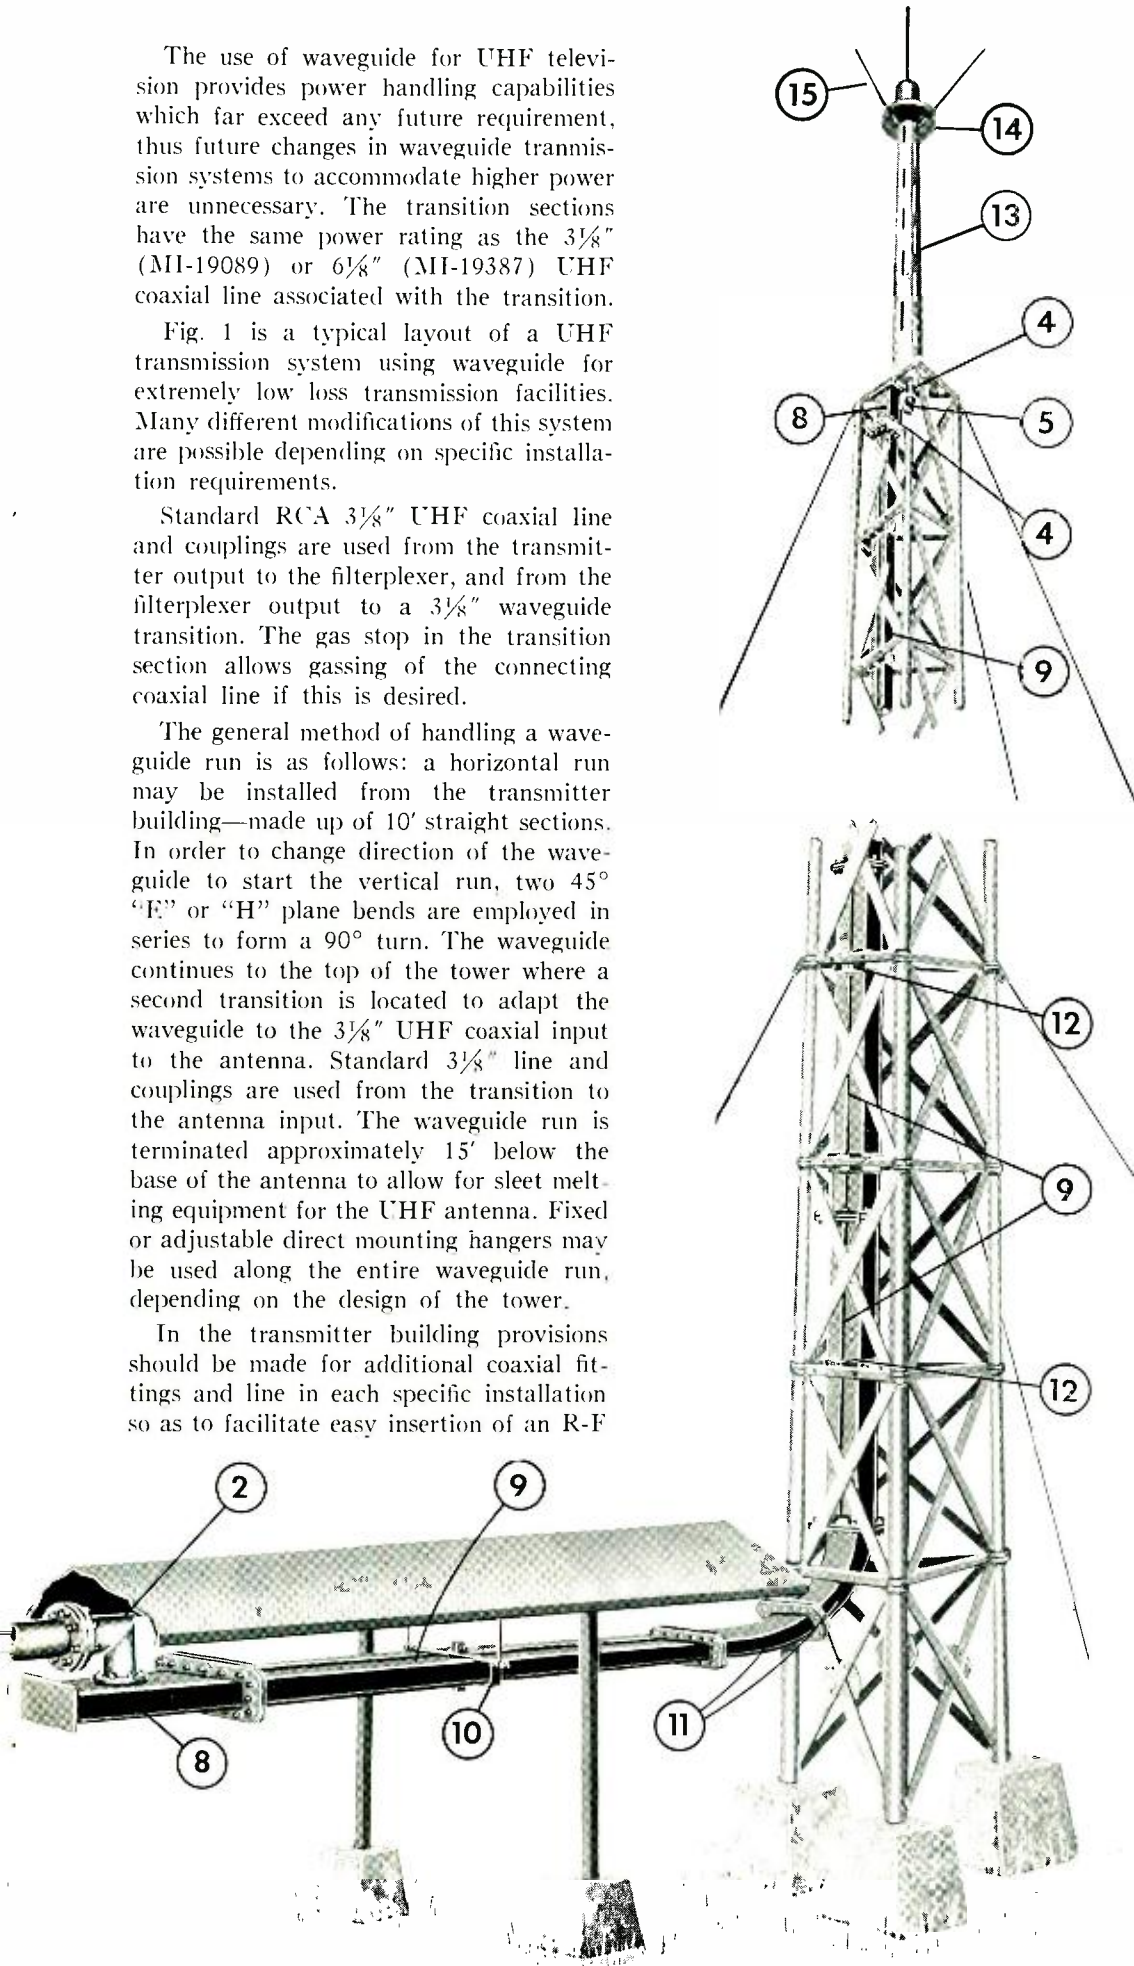 The use of waveguide for UHF televi-
sion provides power handling capabilities
which far exceed any future requirement,
thus future changes in waveguide tranmis-
sion systems to accommodate higher power
are unnecessary. The transition sections
have the same power rating as the 3⅛″
(MI-19089) or 6⅛″ (MI-19387) UHF
coaxial line associated with the transition.
Fig. 1 is a typical layout of a UHF
transmission system using waveguide for
extremely low loss transmission facilities.
Many different modifications of this system
are possible depending on specific installa-
tion requirements.
Standard RCA 3⅛″ UHF coaxial line
and couplings are used from the transmit-
ter output to the filterplexer, and from the
filterplexer output to a 3⅛″ waveguide
transition. The gas stop in the transition
section allows gassing of the connecting
coaxial line if this is desired.
The general method of handling a wave-
guide run is as follows: a horizontal run
may be installed from the transmitter
building—made up of 10′ straight sections.
In order to change direction of the wave-
guide to start the vertical run, two 45°
“E” or “H” plane bends are employed in
series to form a 90° turn. The waveguide
continues to the top of the tower where a
second transition is located to adapt the
waveguide to the 3⅛″ UHF coaxial input
to the antenna. Standard 3⅛″ line and
couplings are used from the transition to
the antenna input. The waveguide run is
terminated approximately 15′ below the
base of the antenna to allow for sleet melt-
ing equipment for the UHF antenna. Fixed
or adjustable direct mounting hangers may
be used along the entire waveguide run,
depending on the design of the tower.
In the transmitter building provisions
should be made for additional coaxial fit-
tings and line in each specific installation
so as to facilitate easy insertion of an R-F
15
14
13
4
8
5
4
9
12
9
12
2
9
10
11
8